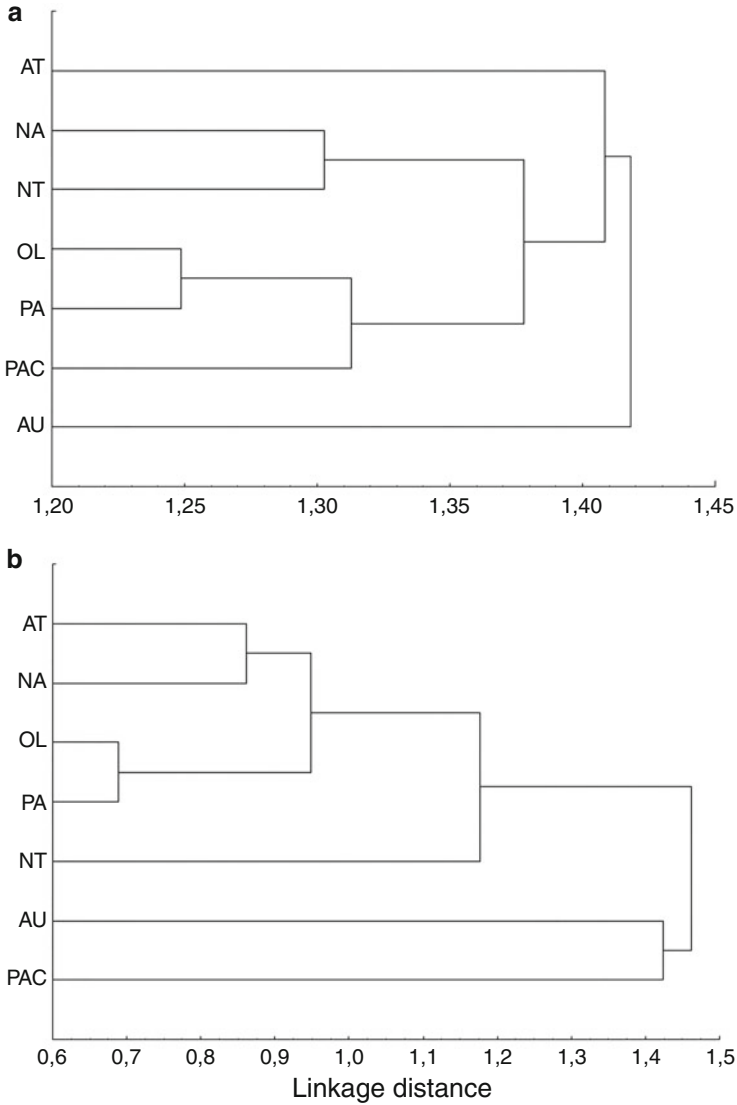 a
AT
NA
NT
OL
PA
PAC
AU
1,20 1,25 1,30 1,35 1,40 1,45
b
AT
NA
OL
PA
NT
AU
PAC
0,6 0,7 0,8 0,9 1,0 1,1 1,2 1,3 1,4 1,5
Linkage distance